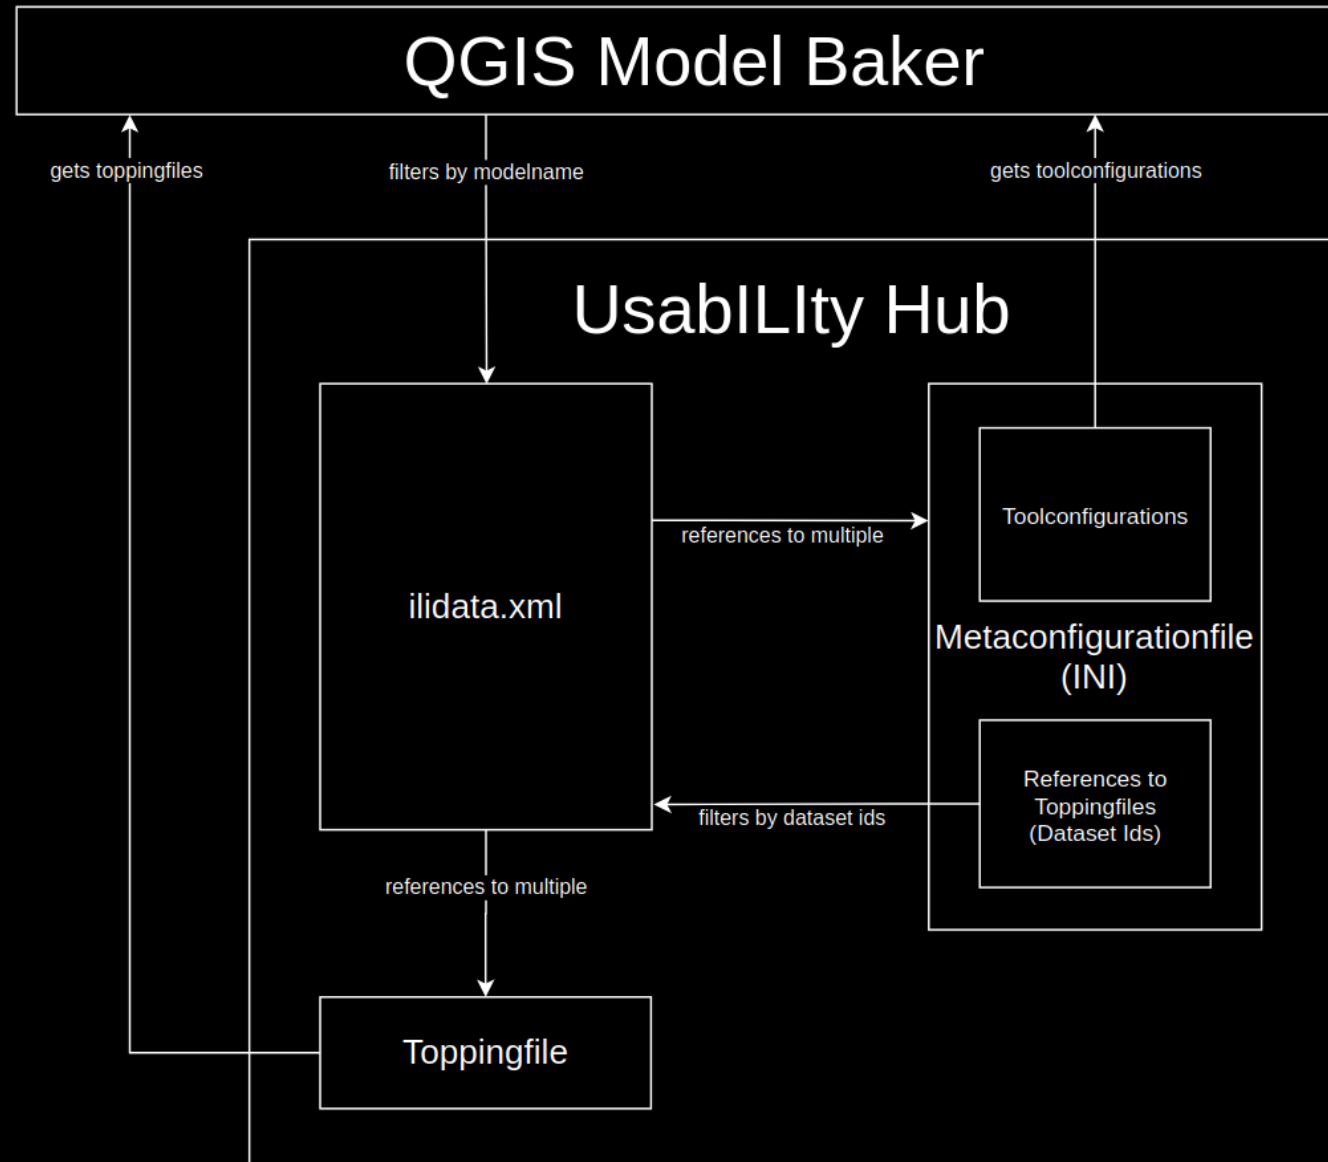 QGIS Model Baker
gets toppingfiles
filters by modelname
gets toolconfigurations
UsabILIty Hub
Toolconfigurations
references to multiple
ilidata.xml
Metaconfigurationfile
(INI)
References to
Toppingfiles
(Dataset Ids)
filters by dataset ids
references to multiple
Toppingfile